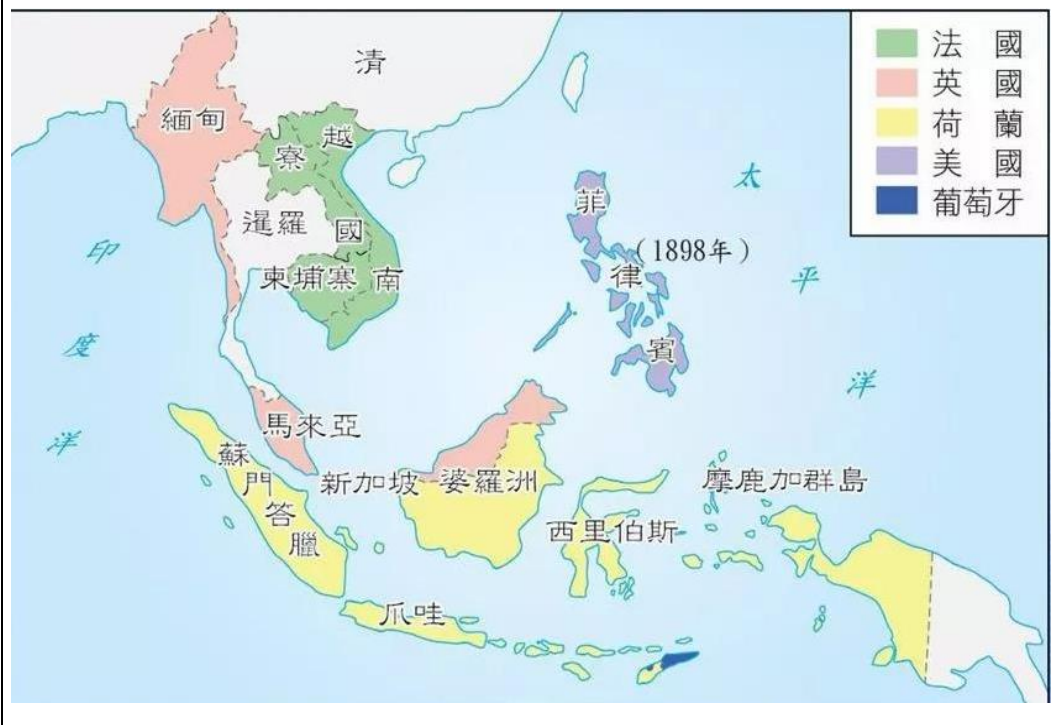 法 國
英 國
荷 蘭
美 國
葡萄牙
清
緬甸
越
寮
國
南
暹羅
柬埔寨
菲
律
賓
(1898年)
太
平
洋
印
度
洋
馬來亞
新加坡
婆羅洲
蘇
門
答
臘
西里伯斯
摩鹿加群島
爪哇